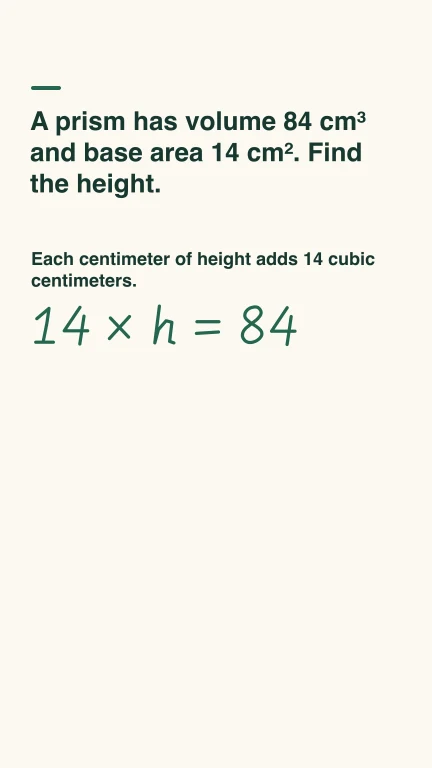 A prism has volume 84 cm³
and base area 14 cm². Find
the height.
Each centimeter of height adds 14 cubic
centimeters.
14 × h = 84